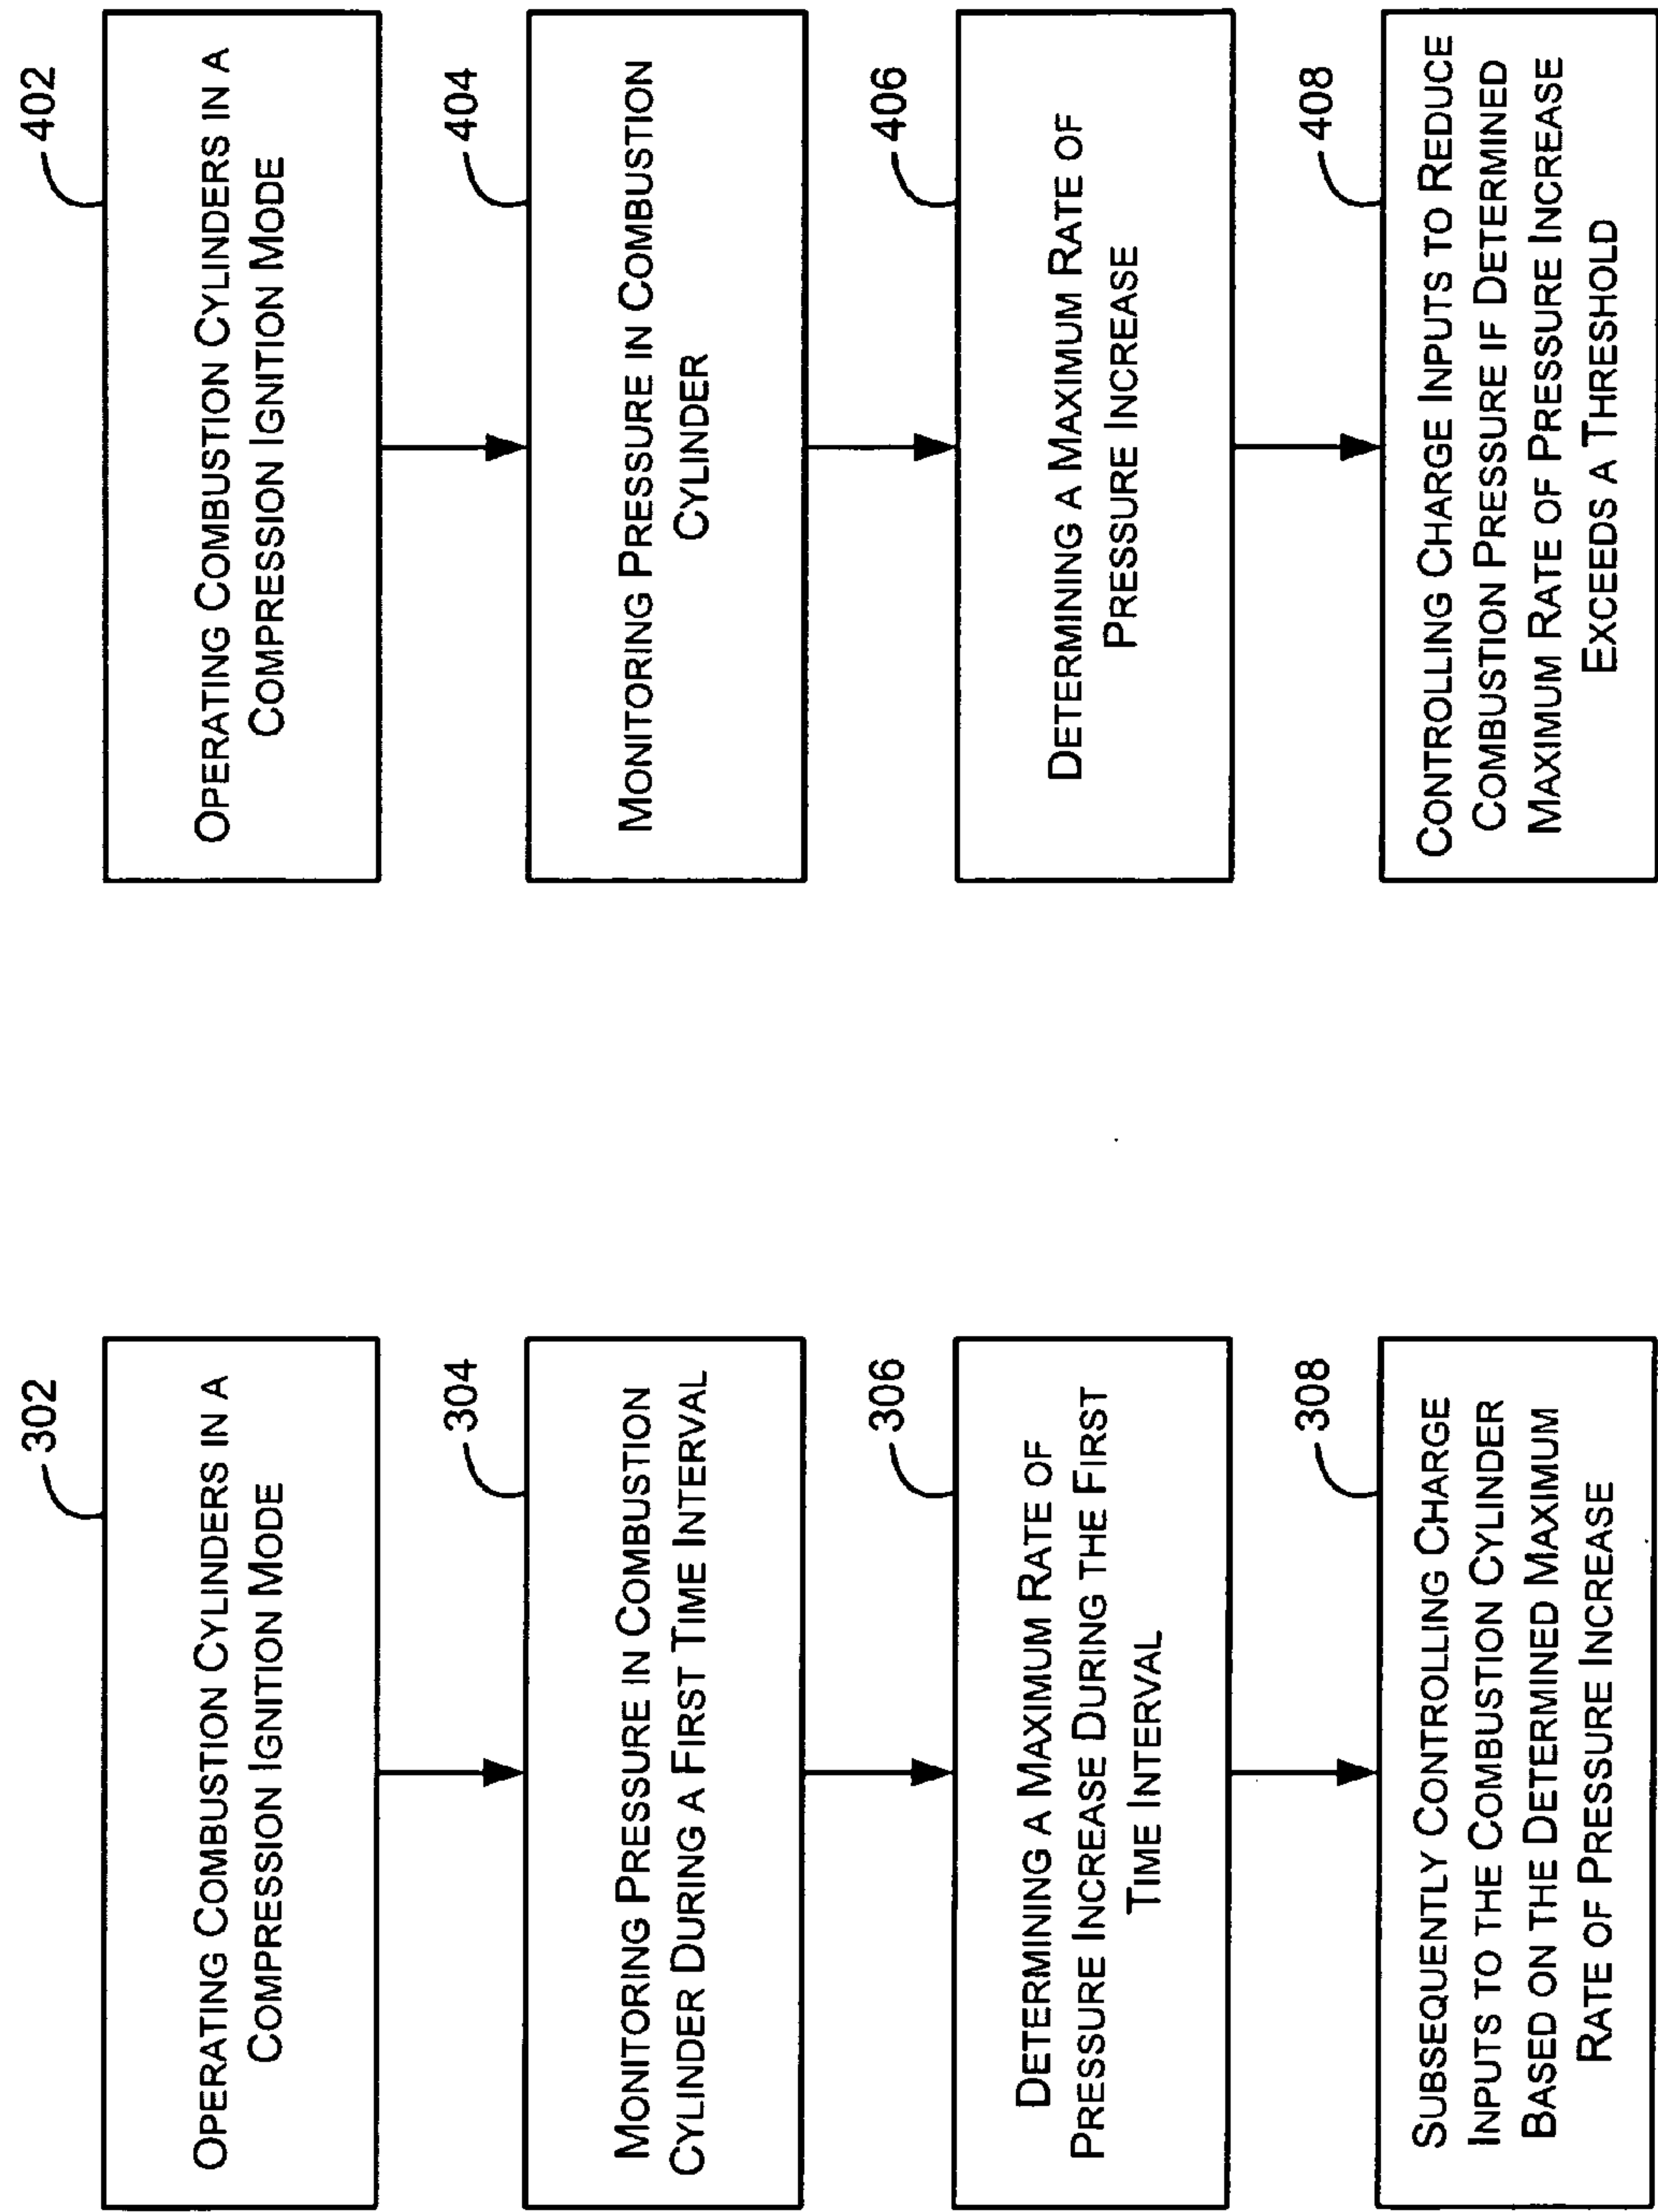 302
OPERATING COMBUSTION CYLINDERS IN A
COMPRESSION IGNITION MODE
304
MONITORING PRESSURE IN COMBUSTION
CYLINDER DURING A FIRST TIME INTERVAL
306
DETERMINING A MAXIMUM RATE OF
PRESSURE INCREASE DURING THE FIRST
TIME INTERVAL
308
SUBSEQUENTLY CONTROLLING CHARGE
INPUTS TO THE COMBUSTION CYLINDER
BASED ON THE DETERMINED MAXIMUM
RATE OF PRESSURE INCREASE
402
OPERATING COMBUSTION CYLINDERS IN A
COMPRESSION IGNITION MODE
404
MONITORING PRESSURE IN COMBUSTION
CYLINDER
406
DETERMINING A MAXIMUM RATE OF
PRESSURE INCREASE
408
CONTROLLING CHARGE INPUTS TO REDUCE
COMBUSTION PRESSURE IF DETERMINED
MAXIMUM RATE OF PRESSURE INCREASE
EXCEEDS A THRESHOLD